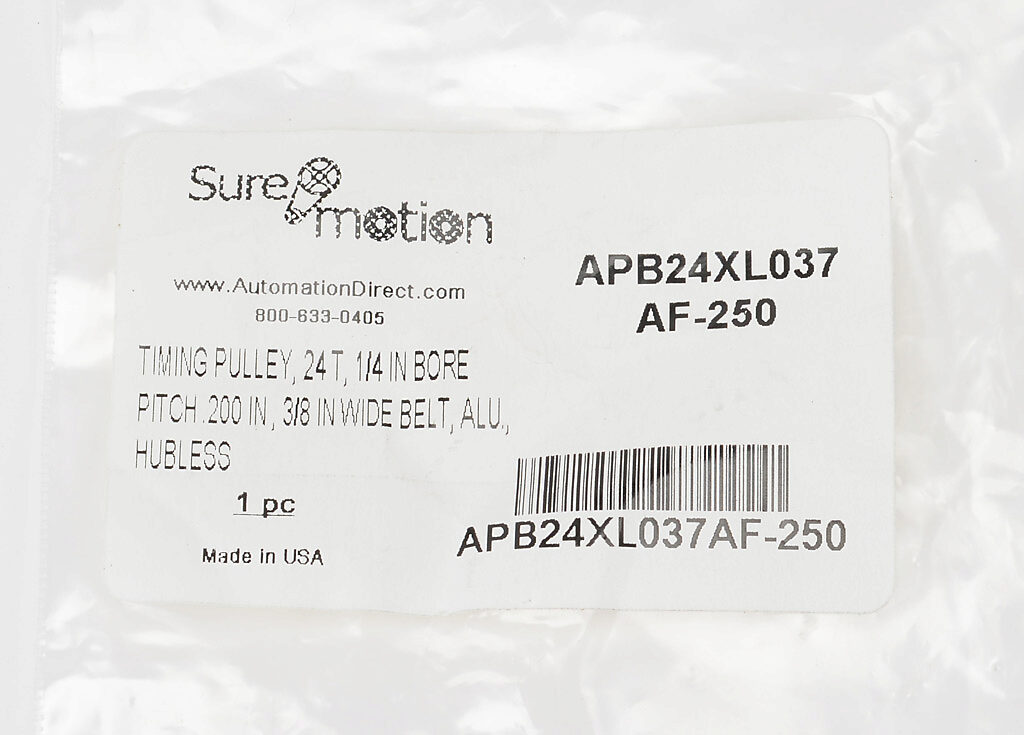 Sure
motion
www.AutomationDirect.com
800-633-0405
TIMING PULLEY, 24 T, 1/4 IN BORE
PITCH .200 IN, 3/8 IN WIDE BELT, ALU.,
HUBLESS
1 pc
Made in USA
APB24XL037
AF-250
APB24XL037AF-250